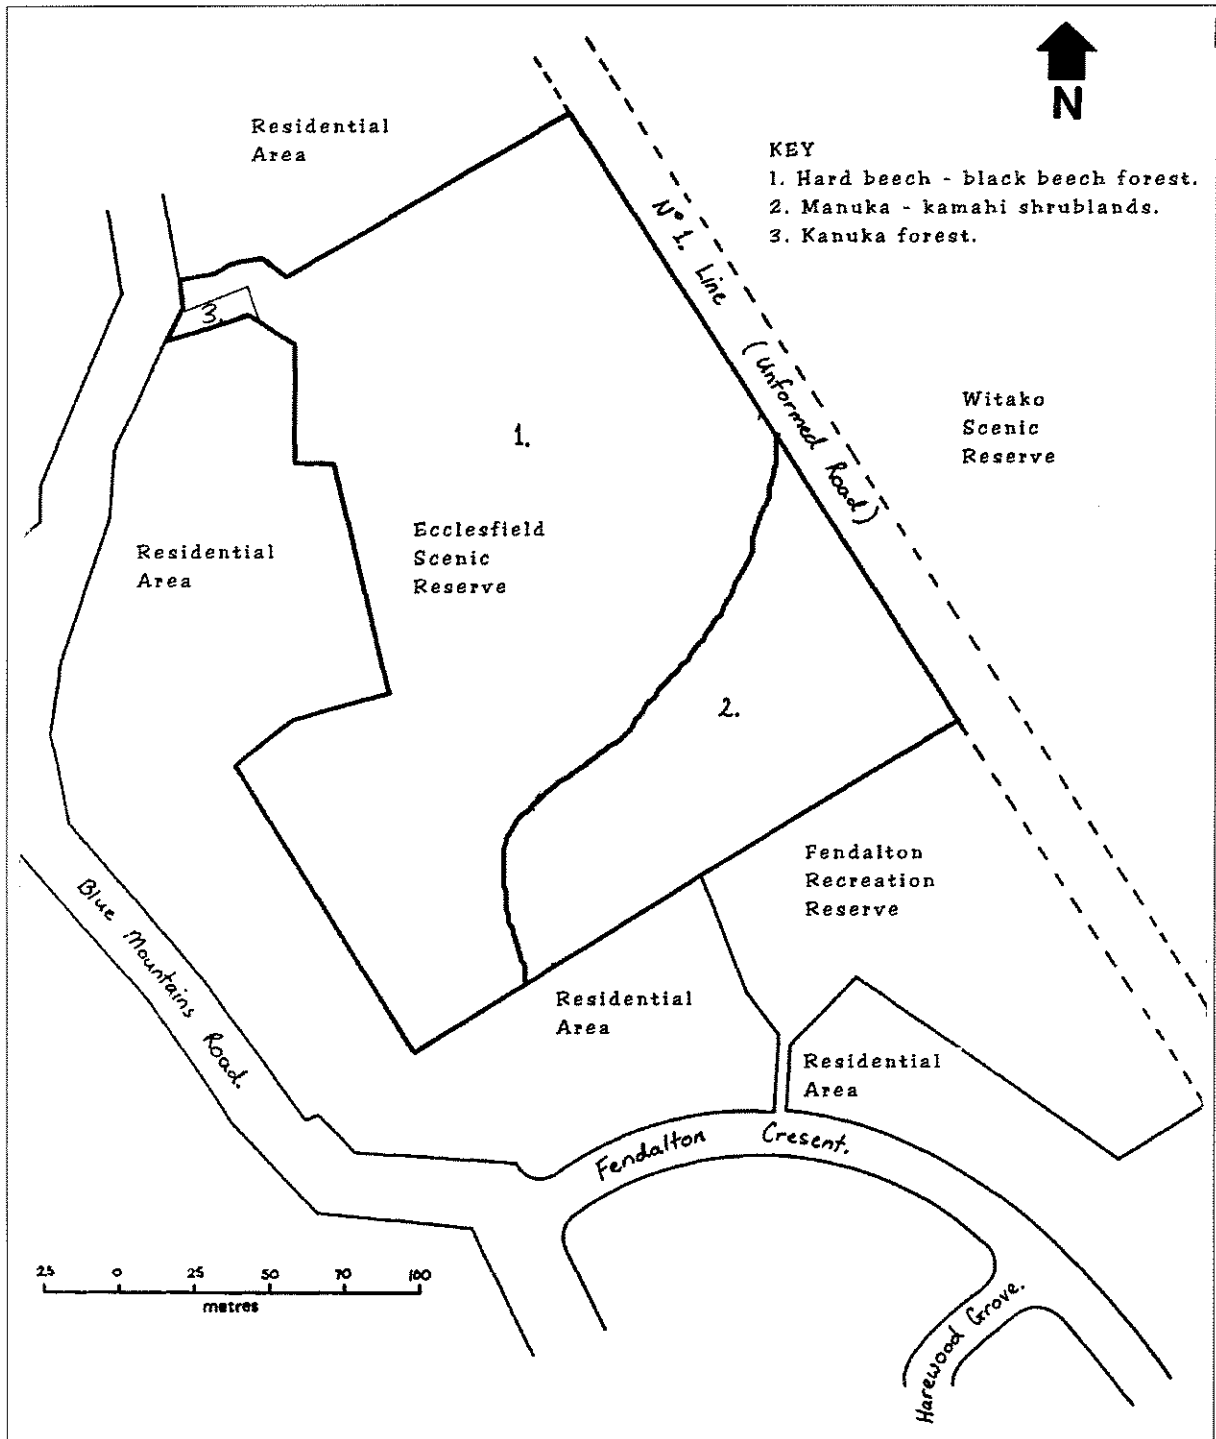 N
Residential
Area
KEY
1. Hard beech - black beech forest.
2. Manuka - kamahi shrublands.
3. Kanuka forest.
Nº 1. Line (Unformed Road)
3.
Witako
Scenic
Reserve
1.
Ecclesfield
Scenic
Reserve
Residential
Area
2.
Fendalton
Recreation
Reserve
Blue Mountains Road.
Residential
Area
Residential
Area
Fendalton Cresent.
25 0 25 50 70 100
metres
Harewood Grove.